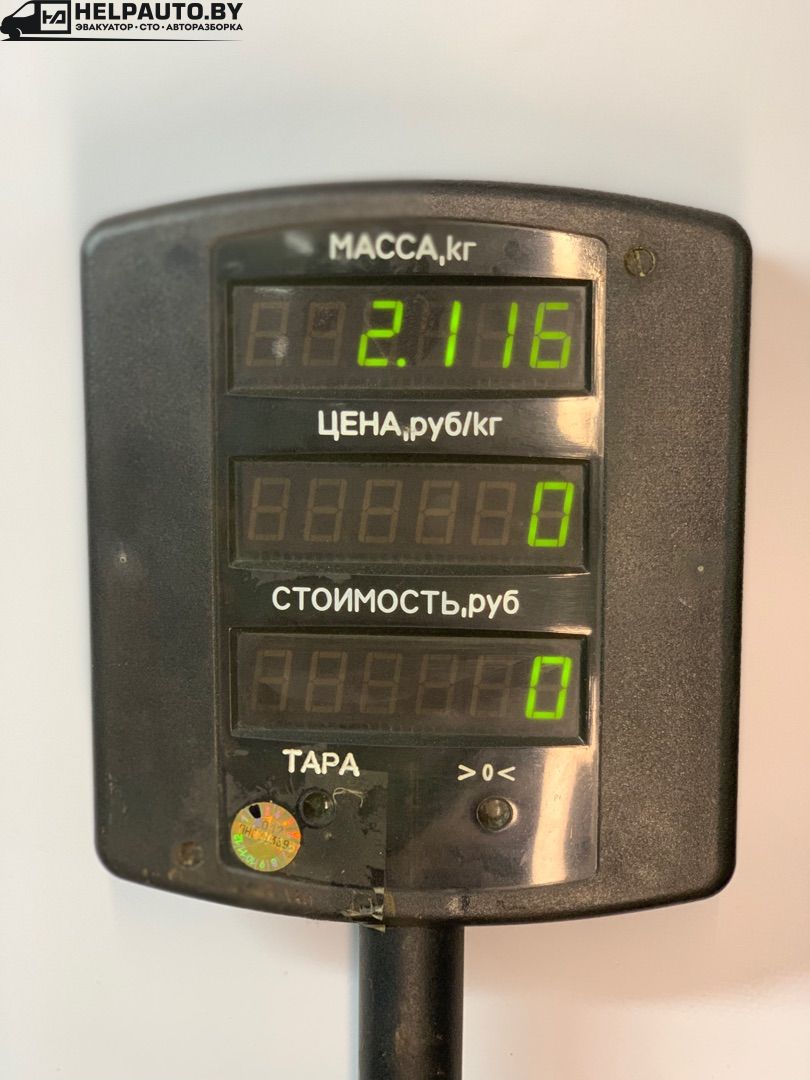 HELPAUTO.BY
ЭВАКУАТОР · СТО · АВТОРАЗБОРКА
МАССА,кг
2.116
ЦЕНА,руб/кг
0
СТОИМОСТЬ,руб
0
ТАРА >0<